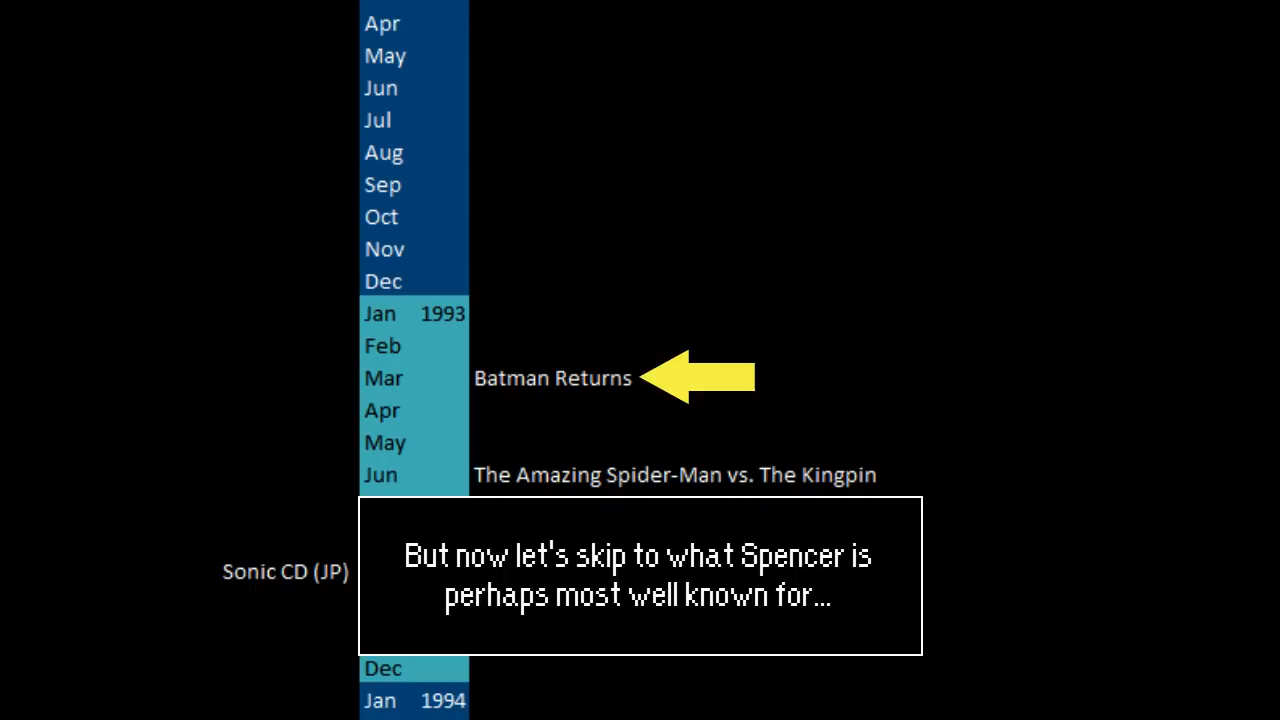 Apr
May
Jun
Jul
Aug
Sep
Oct
Nov
Dec
Jan 1993
Feb
Mar Batman Returns
Apr
May
Jun The Amazing Spider-Man vs. The Kingpin
But now let's skip to what Spencer is
perhaps most well known for...
Sonic CD (JP)
Dec
Jan 1994